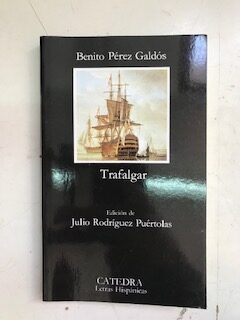 Benito Pérez Galdós
Trafalgar
Edición de
Julio Rodríguez Puértolas
CATEDRA
Letras Hispánicas